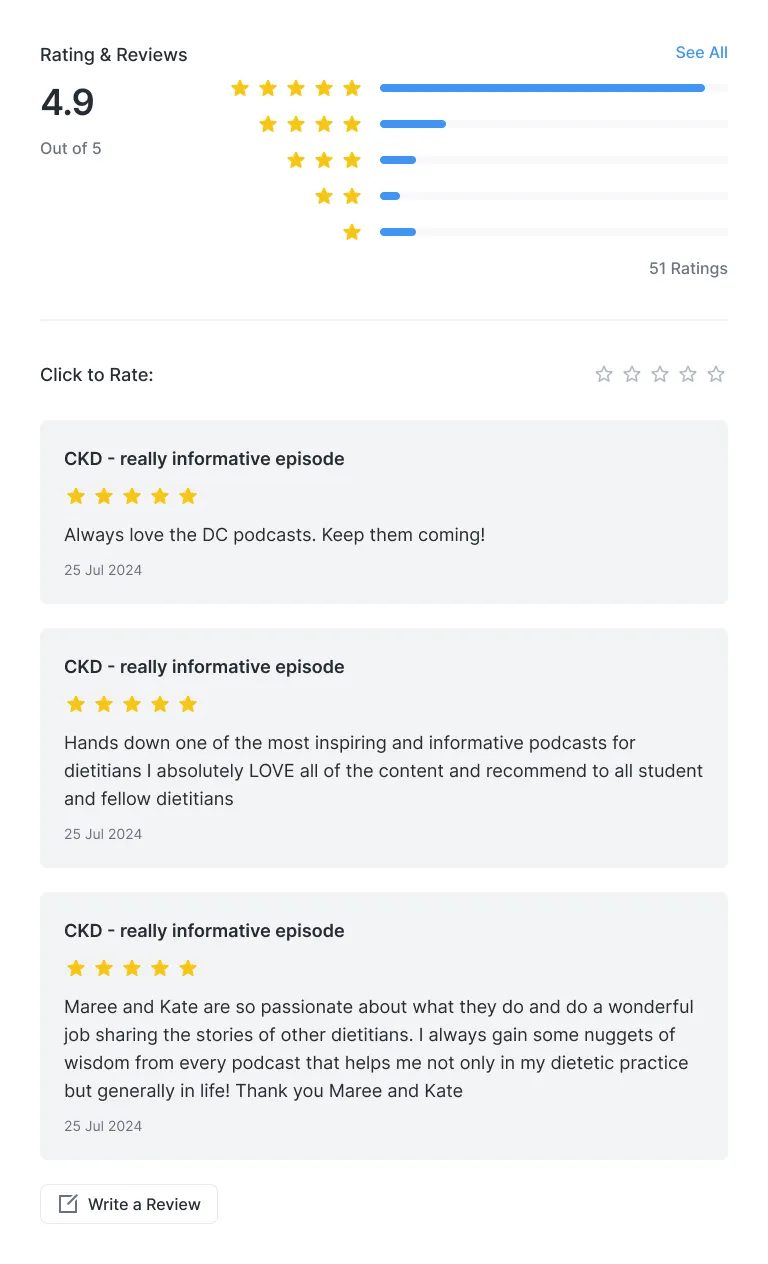 Rating & Reviews
See All
4.9
Out of 5
51 Ratings
Click to Rate:
CKD - really informative episode
Always love the DC podcasts. Keep them coming!
25 Jul 2024
CKD - really informative episode
Hands down one of the most inspiring and informative podcasts for
dietitians I absolutely LOVE all of the content and recommend to all student
and fellow dietitians
25 Jul 2024
CKD - really informative episode
Maree and Kate are so passionate about what they do and do a wonderful
job sharing the stories of other dietitians. I always gain some nuggets of
wisdom from every podcast that helps me not only in my dietetic practice
but generally in life! Thank you Maree and Kate
25 Jul 2024
Write a Review